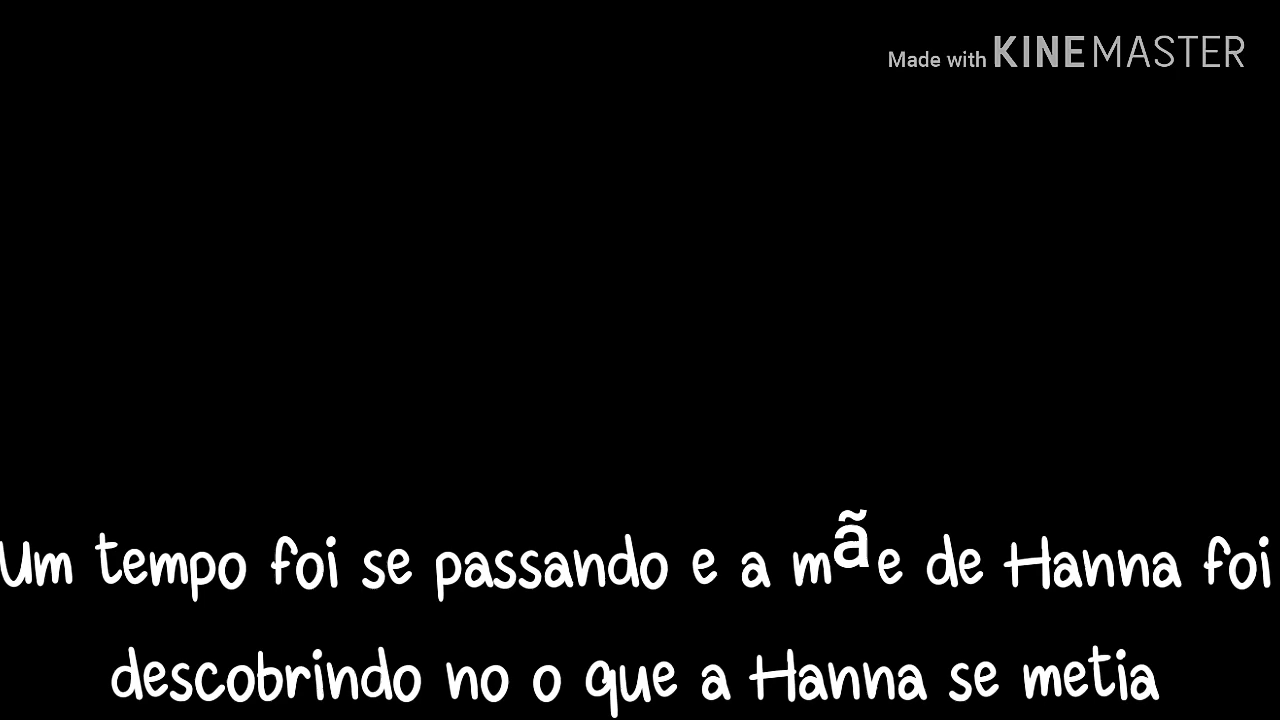 Made with KINEMASTER
Um tempo foi se passando e a mãe de Hanna foi
descobrindo no o que a Hanna se metia